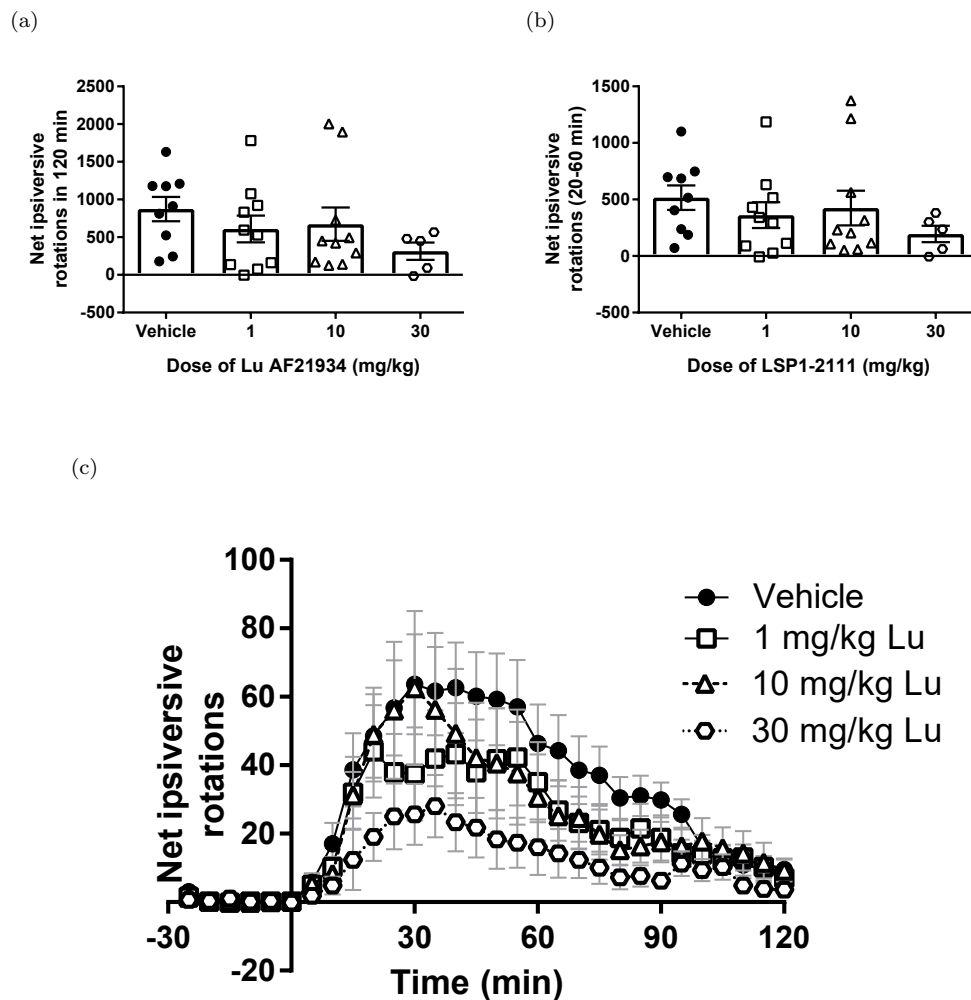 (a)
Net ipsiversive
rotations in 120 min
2500
2000
1500
1000
500
0
-500
Vehicle 1 10 30
Dose of Lu AF21934 (mg/kg)
(b)
Net ipsiversive
rotations (20-60 min)
1500
1000
500
0
-500
Vehicle 1 10 30
Dose of LSP1-2111 (mg/kg)
(c)
Net ipsiversive
rotations
100
80
60
40
20
-20
-30 30 60 90 120
Time (min)
Vehicle
1 mg/kg Lu
10 mg/kg Lu
30 mg/kg Lu